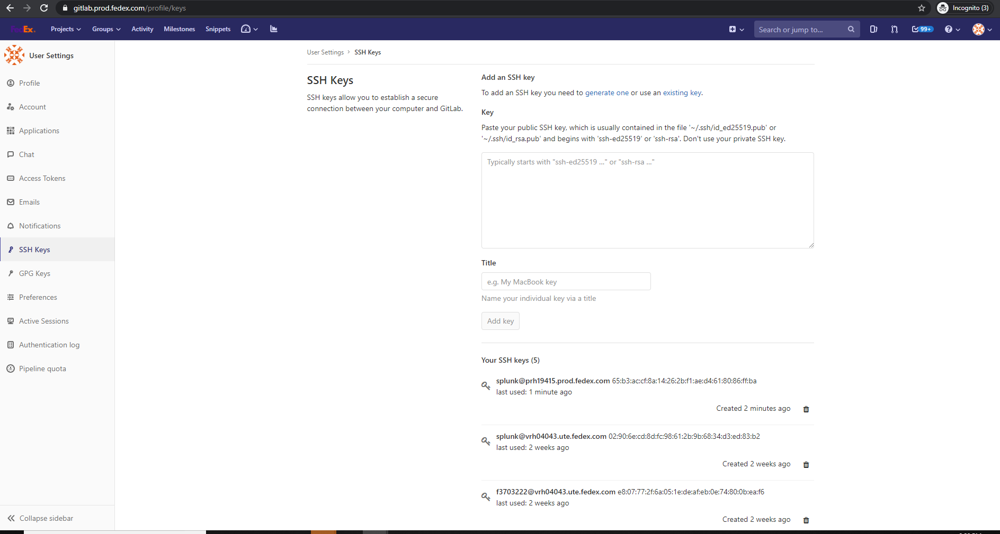 gitlab.prod.fedex.com/profile/keys
Incognito (3)
FedEx
Projects
Groups
Activity
Milestones
Snippets
Search or jump to...
99+
User Settings
Profile
Account
Applications
Chat
Access Tokens
Emails
Notifications
SSH Keys
GPG Keys
Preferences
Active Sessions
Authentication log
Pipeline quota
Collapse sidebar
User Settings › SSH Keys
SSH Keys
SSH keys allow you to establish a secure
connection between your computer and GitLab.
Add an SSH key
To add an SSH key you need to generate one or use an existing key.
Key
Paste your public SSH key, which is usually contained in the file '~/.ssh/id_ed25519.pub' or
'~/.ssh/id_rsa.pub' and begins with 'ssh-ed25519' or 'ssh-rsa'. Don't use your private SSH key.
Typically starts with "ssh-ed25519 ..." or "ssh-rsa ..."
Title
e.g. My MacBook key
Name your individual key via a title
Add key
Your SSH keys (5)
splunk@prh19415.prod.fedex.com 65:b3:ac:cf:8a:14:26:2b:f1:ae:d4:61:80:86:ff:ba
last used: 1 minute ago
Created 2 minutes ago
splunk@vrh04043.ute.fedex.com 02:90:6e:cd:8d:fc:98:61:2b:9b:68:34:d3:ed:83:b2
last used: 2 weeks ago
Created 2 weeks ago
f3703222@vrh04043.ute.fedex.com e8:07:77:2f:6a:05:1e:de:af:eb:0e:74:80:0b:ea:f6
last used: 2 weeks ago
Created 2 weeks ago